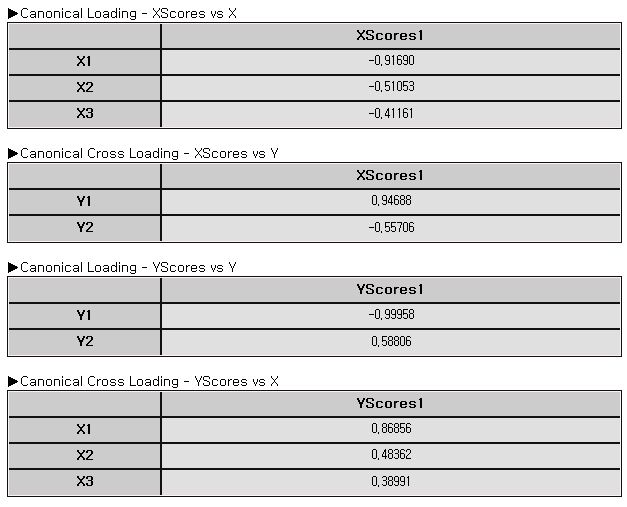 ▶Canonical Loading - XScores vs X
XScores1
X1 -0,91690
X2 -0,51053
X3 -0,41161
▶Canonical Cross Loading - XScores vs Y
XScores1
Y1 0,94688
Y2 -0,55706
▶Canonical Loading - YScores vs Y
YScores1
Y1 -0,99958
Y2 0,58806
▶Canonical Cross Loading - YScores vs X
YScores1
X1 0,86856
X2 0,48362
X3 0,38991